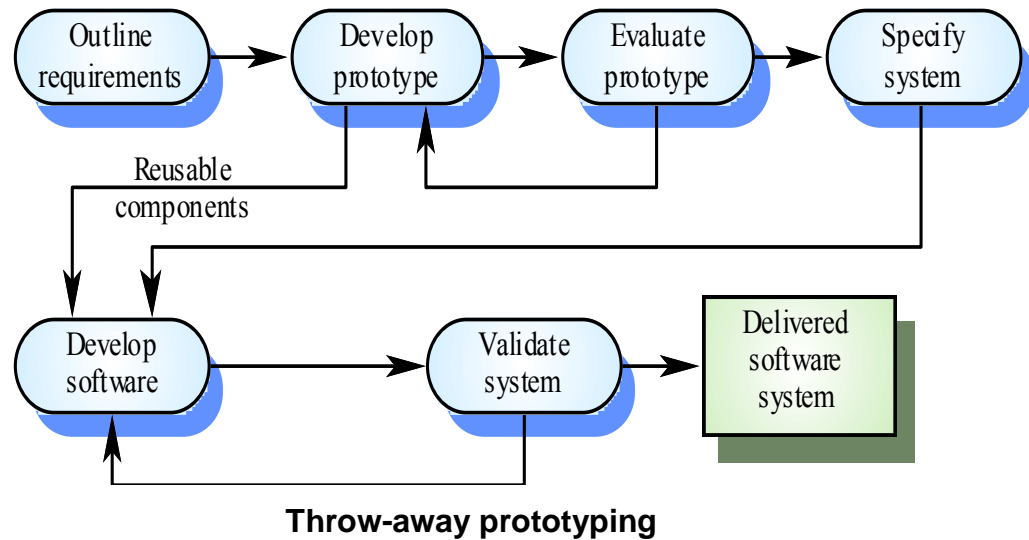 Outline
requirements
Develop
prototype
Evaluate
prototype
Specify
system
Reusable
components
Develop
software
Validate
system
Delivered
software
system
Throw-away prototyping